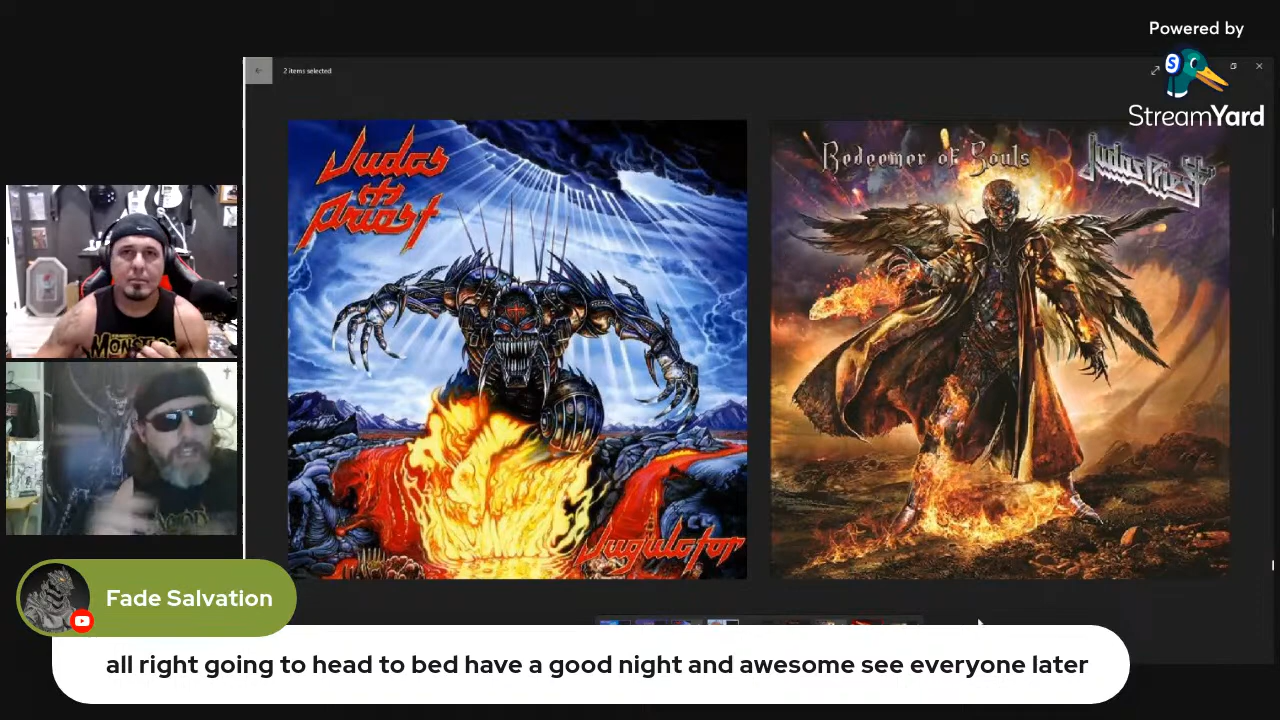 Powered by
S
StreamYard
2 items selected
Judas
Priest
Jugulator
Redeemer of Souls
Judas Priest
Fade Salvation
all right going to head to bed have a good night and awesome see everyone later